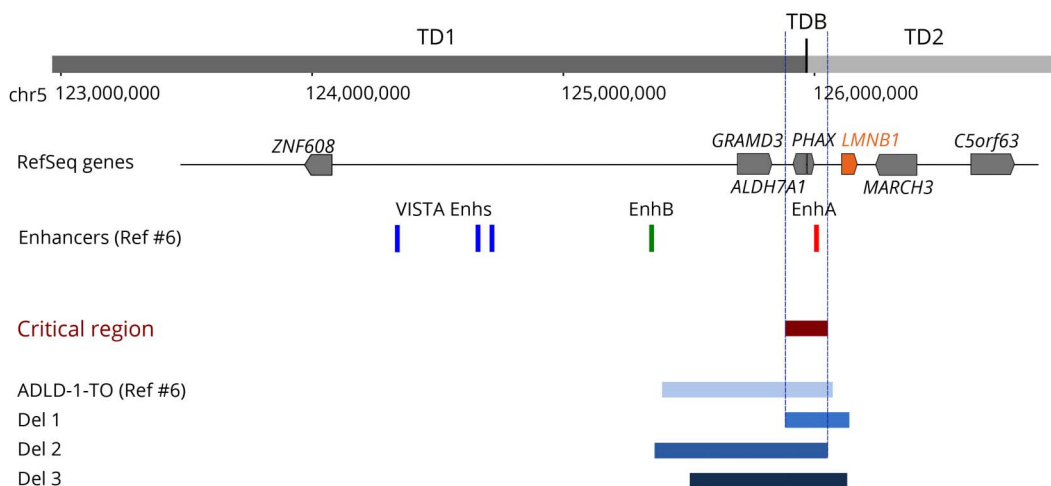 TDB
TD1 TD2
chr5 123,000,000 124,000,000 125,000,000 126,000,000
ZNF608 GRAMD3 PHAX LMNB1 C5orf63
RefSeq genes
ALDH7A1 MARCH3
VISTA Enhs EnhB EnhA
Enhancers (Ref #6)
Critical region
ADLD-1-TO (Ref #6)
Del 1
Del 2
Del 3